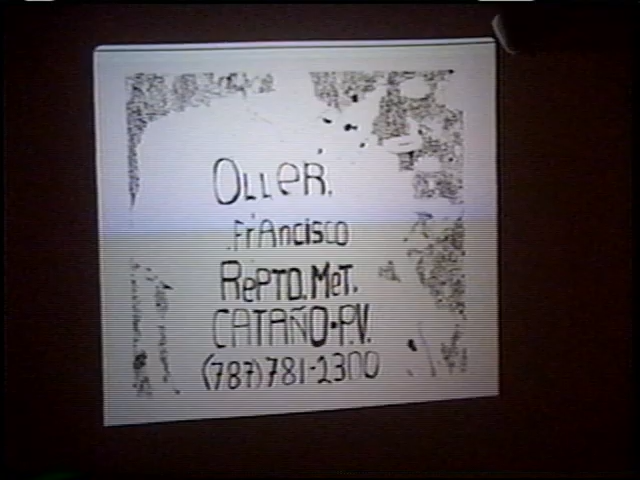 OLLeR.
FrAncisco
RePTO.MeT.
CATAÑO•P.V.
(787)781-2300